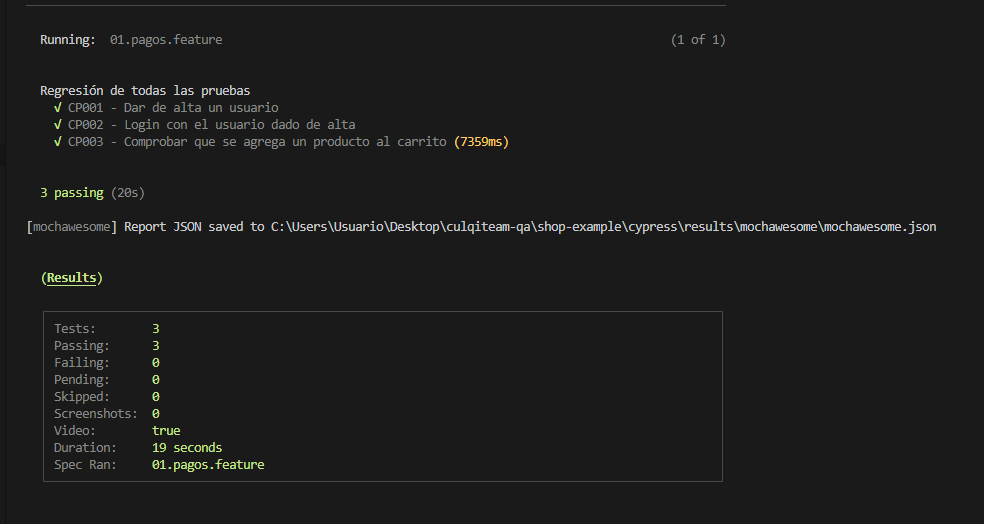 Running:  01.pagos.feature (1 of 1)
Regresión de todas las pruebas
√ CP001 - Dar de alta un usuario
√ CP002 - Login con el usuario dado de alta
√ CP003 - Comprobar que se agrega un producto al carrito (7359ms)
3 passing (20s)
[mochawesome] Report JSON saved to C:\Users\Usuario\Desktop\culqiteam-qa\shop-example\cypress\results\mochawesome\mochawesome.json
(Results)
Tests: 3
Passing: 3
Failing: 0
Pending: 0
Skipped: 0
Screenshots: 0
Video: true
Duration: 19 seconds
Spec Ran: 01.pagos.feature